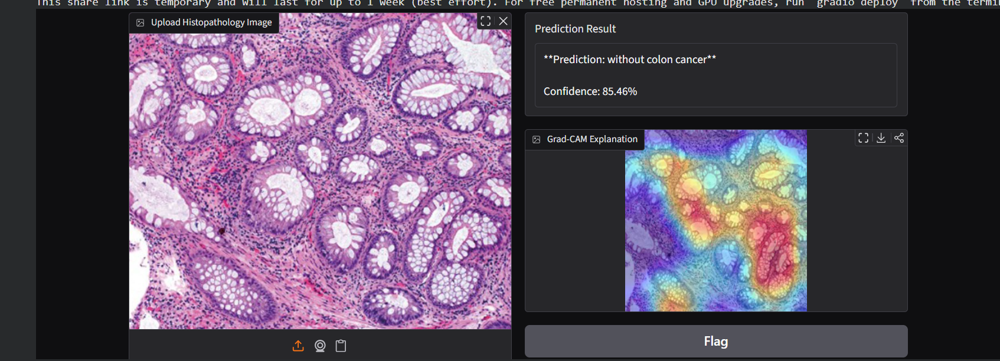 This share link is temporary and will last for up to 1 week (best effort). For free permanent hosting and GPU upgrades, run `gradio deploy` from the termin
Upload Histopathology Image
Prediction Result
**Prediction: without colon cancer**
Confidence: 85.46%
Grad-CAM Explanation
Flag